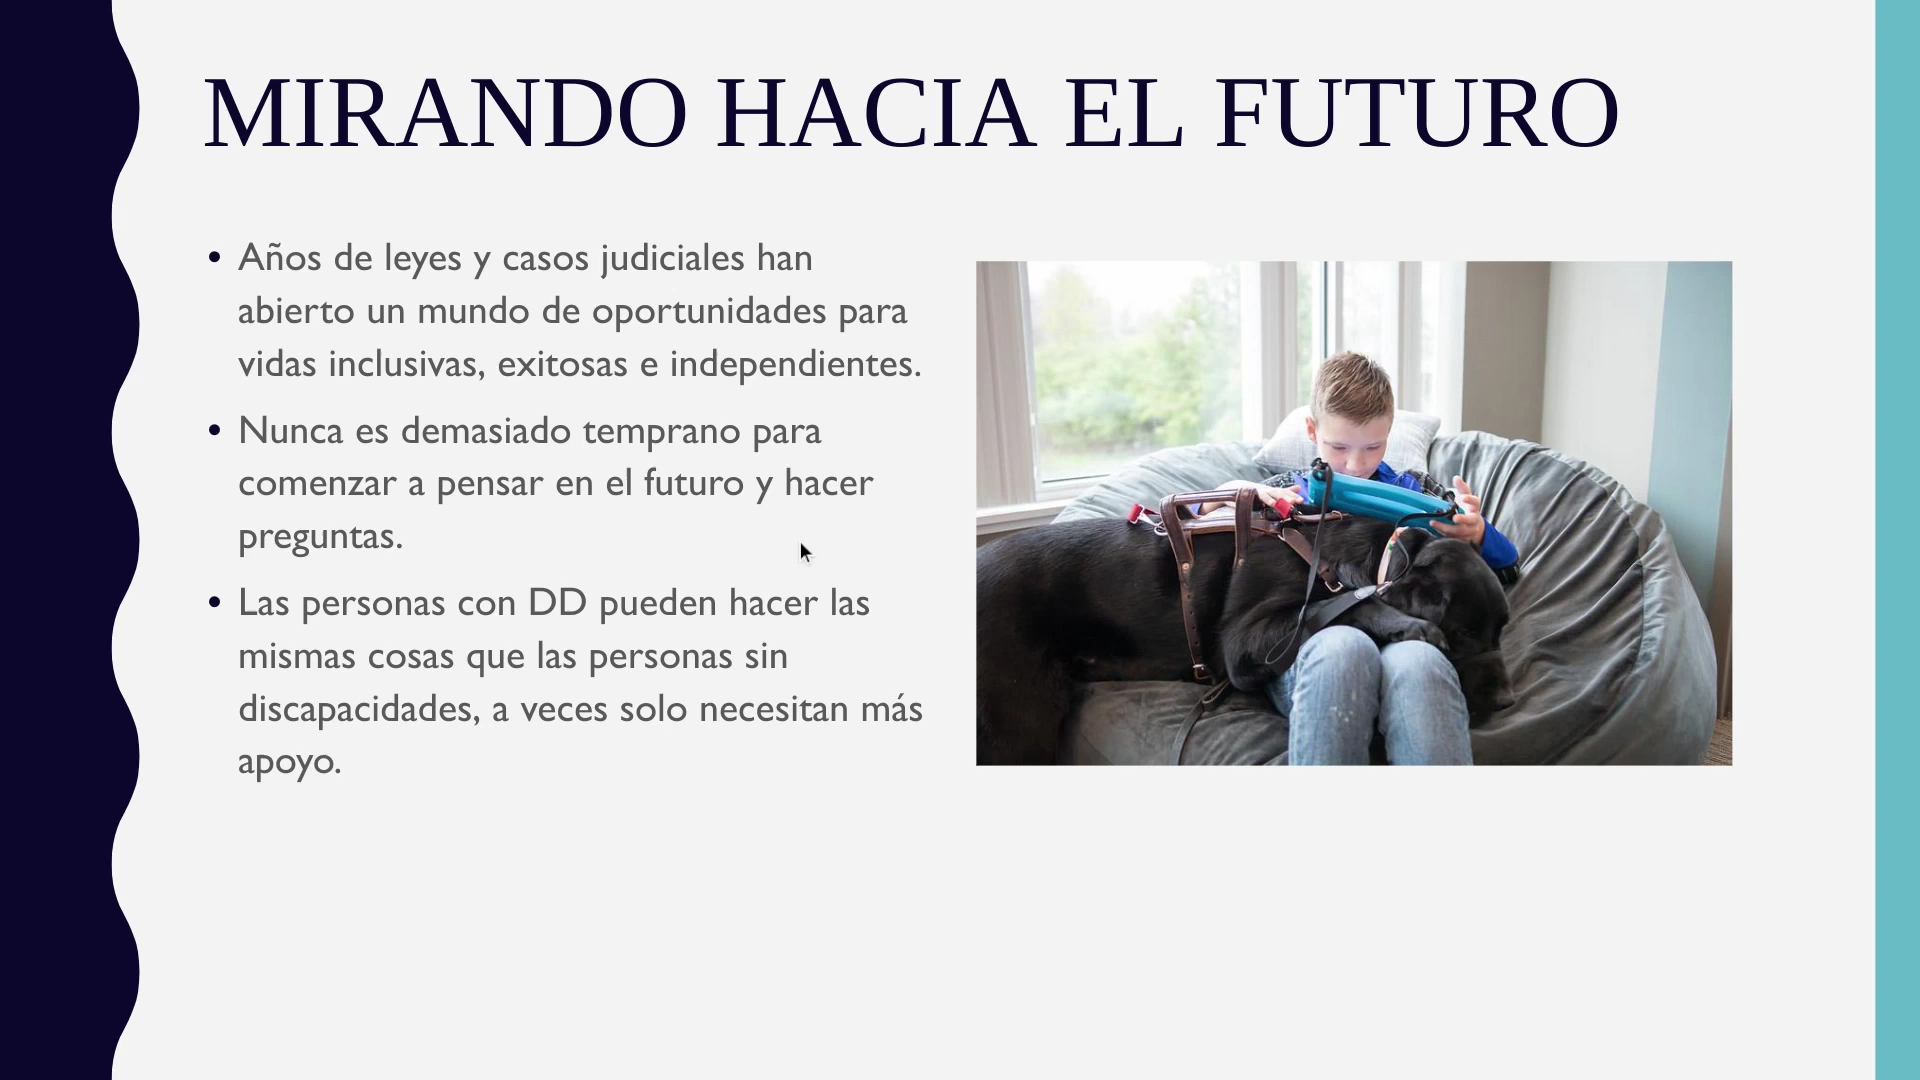 MIRANDO HACIA EL FUTURO
• Años de leyes y casos judiciales han
abierto un mundo de oportunidades para
vidas inclusivas, exitosas e independientes.
• Nunca es demasiado temprano para
comenzar a pensar en el futuro y hacer
preguntas.
• Las personas con DD pueden hacer las
mismas cosas que las personas sin
discapacidades, a veces solo necesitan más
apoyo.